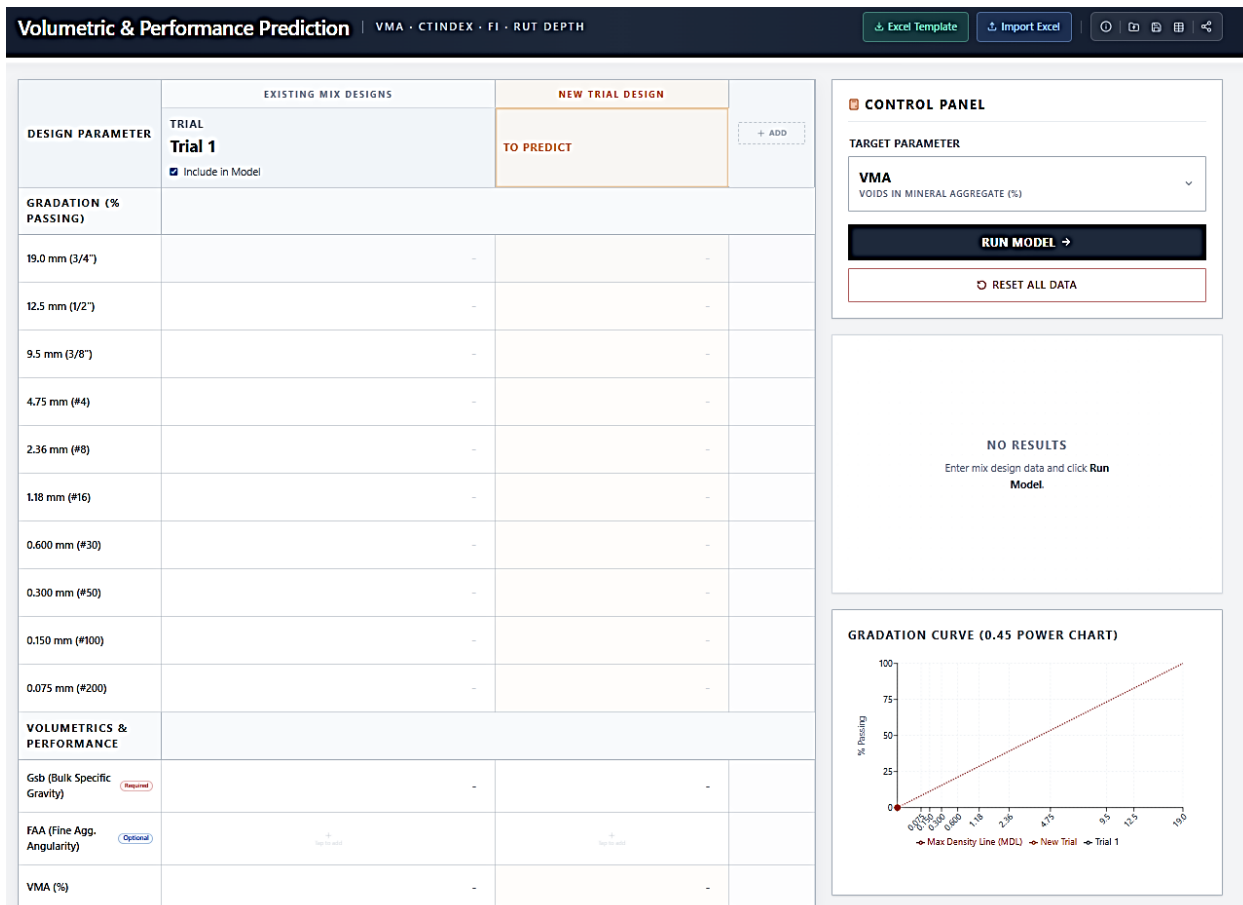 Volumetric & Performance Prediction | VMA · CTINDEX · FI · RUT DEPTH
Excel Template
Import Excel
DESIGN PARAMETER
EXISTING MIX DESIGNS
NEW TRIAL DESIGN
TRIAL
Trial 1
Include in Model
TO PREDICT
+ ADD
GRADATION (%
PASSING)
19.0 mm (3/4")
-
-
12.5 mm (1/2")
-
-
9.5 mm (3/8")
-
-
4.75 mm (#4)
-
-
2.36 mm (#8)
-
-
1.18 mm (#16)
-
-
0.600 mm (#30)
-
-
0.300 mm (#50)
-
-
0.150 mm (#100)
-
-
0.075 mm (#200)
-
-
VOLUMETRICS &
PERFORMANCE
Gsb (Bulk Specific
Gravity)
Required
-
-
FAA (Fine Agg.
Angularity)
Optional
+
Tap to add
+
Tap to add
VMA (%)
-
-
CONTROL PANEL
TARGET PARAMETER
VMA
VOIDS IN MINERAL AGGREGATE (%)
RUN MODEL →
RESET ALL DATA
NO RESULTS
Enter mix design data and click Run
Model.
GRADATION CURVE (0.45 POWER CHART)
% Passing
100
75
50
25
0
0.075
0.150
0.300
0.600
1.18
2.36
4.75
9.5
12.5
19.0
Max Density Line (MDL)
New Trial
Trial 1